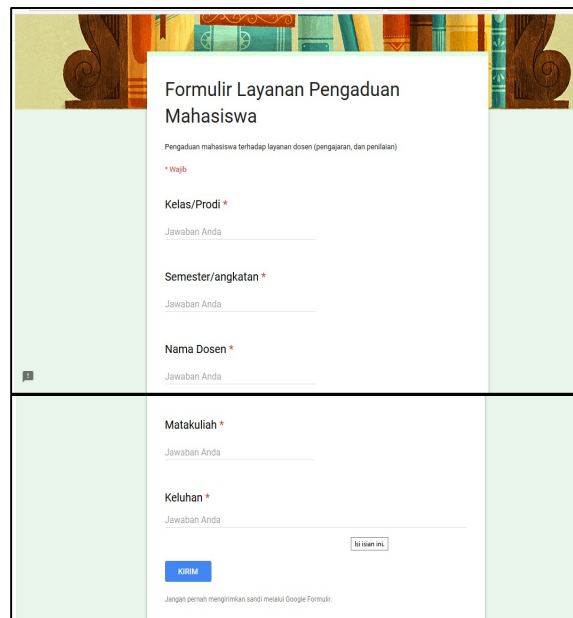 Formulir Layanan Pengaduan
Mahasiswa
Pengaduan mahasiswa terhadap layanan dosen (pengajaran, dan penilaian)
* Wajib
Kelas/Prodi *
Jawaban Anda
Semester/angkatan *
Jawaban Anda
Nama Dosen *
Jawaban Anda
Matakuliah *
Jawaban Anda
Keluhan *
Jawaban Anda
Isi isian ini.
KIRIM
Jangan pernah mengirimkan sandi melalui Google Formulir.